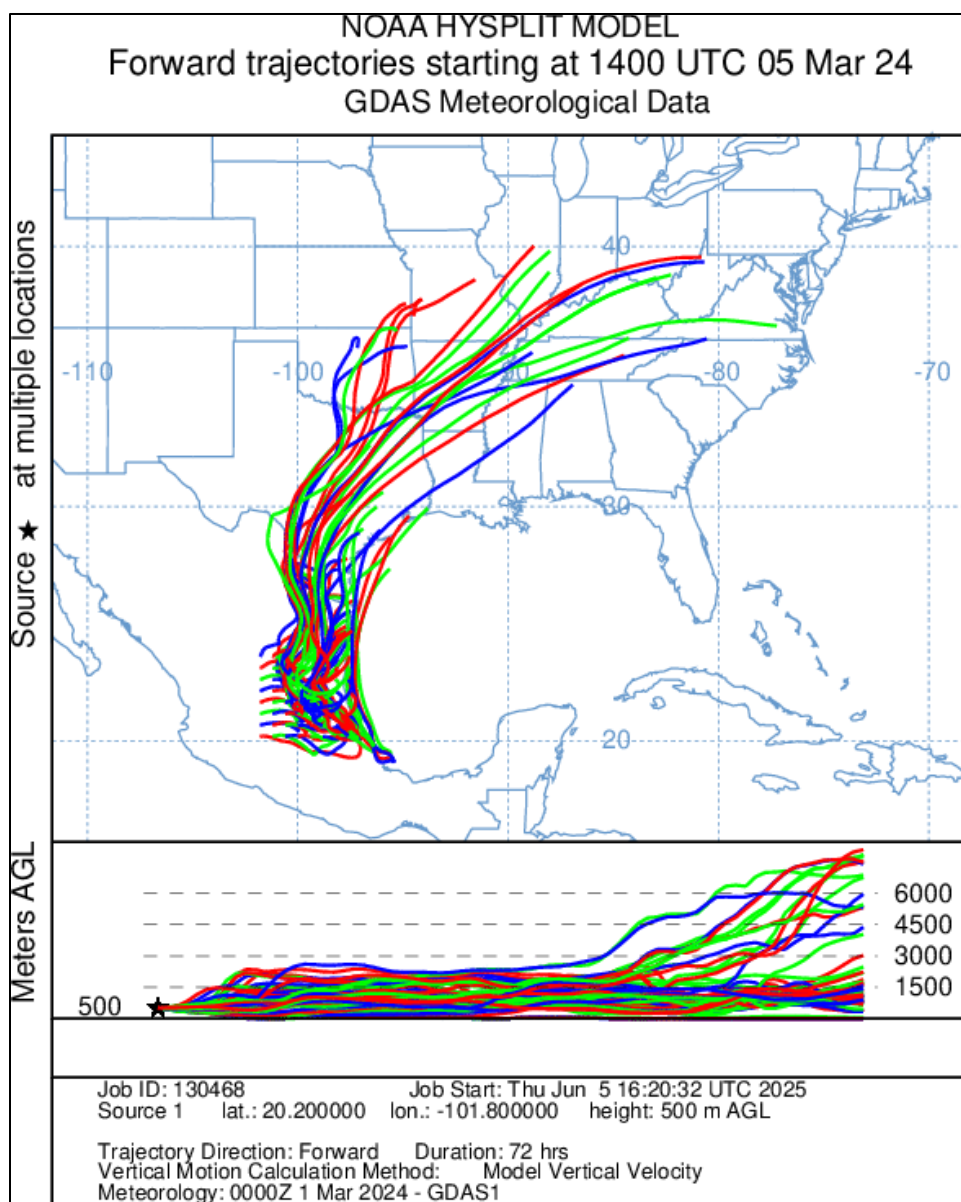 NOAA HYSPLIT MODEL
Forward trajectories starting at 1400 UTC 05 Mar 24
GDAS Meteorological Data
Source ★ at multiple locations
40
-110
-100
-80
-70
30
20
Meters AGL
6000
4500
3000
1500
500
Job ID: 130468 Job Start: Thu Jun 5 16:20:32 UTC 2025
Source 1 lat.: 20.200000 lon.: -101.800000 height: 500 m AGL
Trajectory Direction: Forward Duration: 72 hrs
Vertical Motion Calculation Method: Model Vertical Velocity
Meteorology: 0000Z 1 Mar 2024 - GDAS1